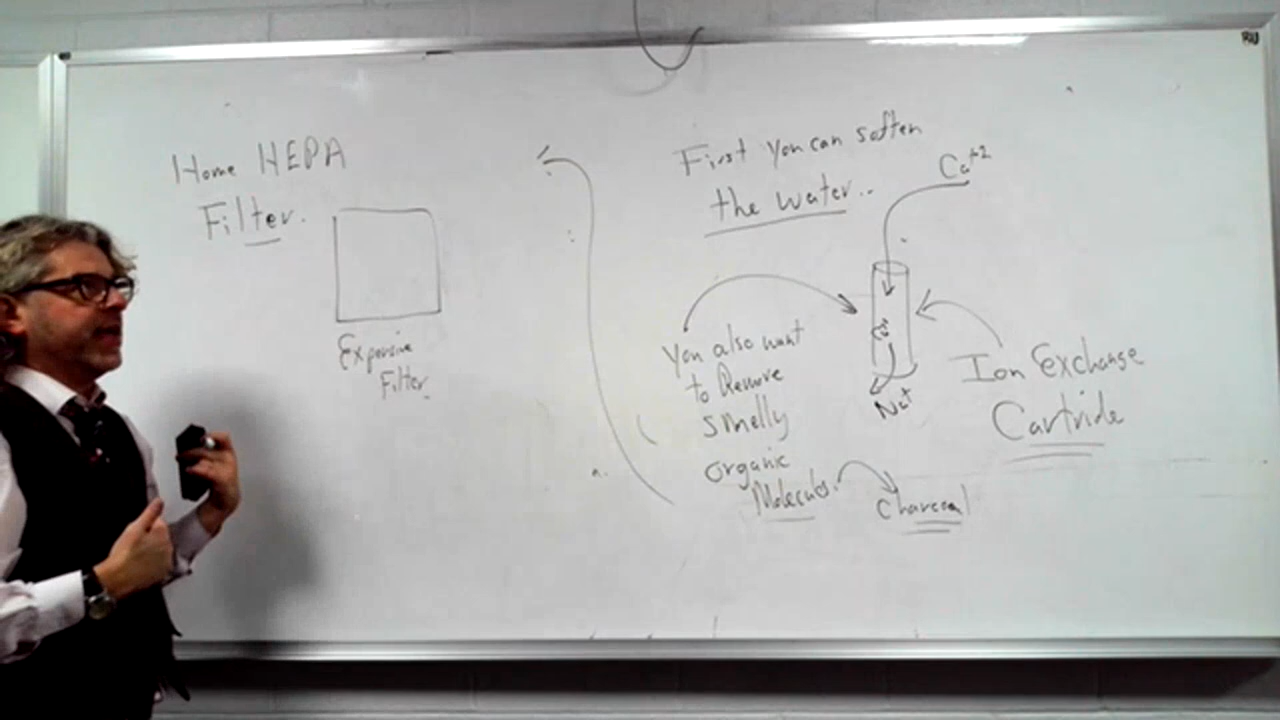 Home HEPA
Filter.
Expensive
Filter.
First you can soften
the water..
Ca+2
You also want
to Remove
smelly
organic
Molecules.
Charcoal
Na+
Ion Exchange
Cartride